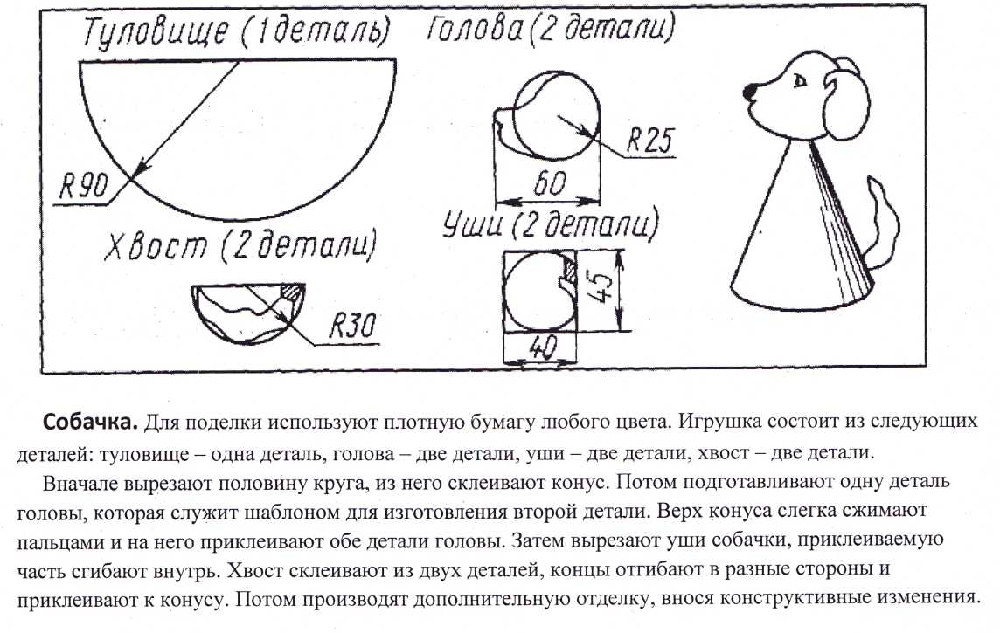 Туловище (1 деталь)
Голова (2 детали)
R90
R25
60
Хвост (2 детали)
Уши (2 детали)
R30
45
40
Собачка. Для поделки используют плотную бумагу любого цвета. Игрушка состоит из следующих
деталей: туловище – одна деталь, голова – две детали, уши – две детали, хвост – две детали.
Вначале вырезают половину круга, из него склеивают конус. Потом подготавливают одну деталь
головы, которая служит шаблоном для изготовления второй детали. Верх конуса слегка сжимают
пальцами и на него приклеивают обе детали головы. Затем вырезают уши собачки, приклеиваемую
часть сгибают внутрь. Хвост склеивают из двух деталей, концы отгибают в разные стороны и
приклеивают к конусу. Потом производят дополнительную отделку, внося конструктивные изменения.